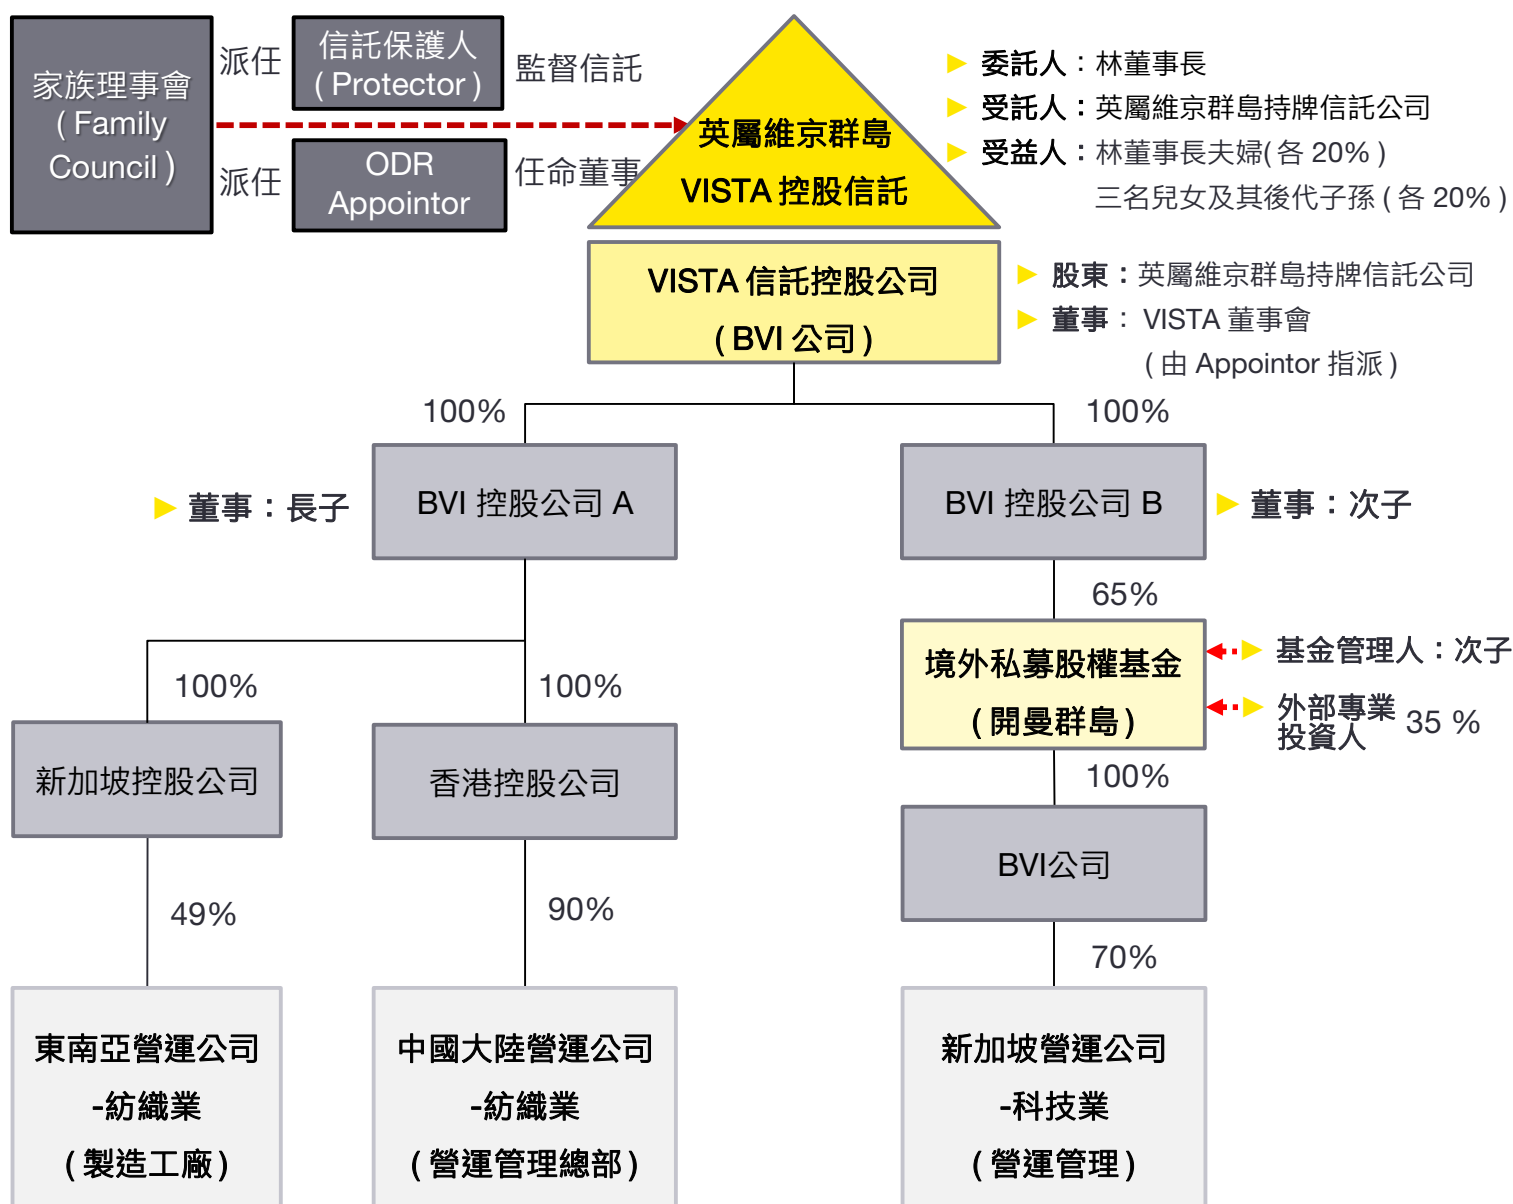 家族理事會
( Family
Council )
派任
信託保護人
( Protector )
監督信託
派任
ODR
Appointor
任命董事
英屬維京群島
VISTA 控股信託
委託人：林董事長
受託人：英屬維京群島持牌信託公司
受益人：林董事長夫婦( 各 20% )
三名兒女及其後代子孫 ( 各 20% )
VISTA 信託控股公司
( BVI 公司 )
股東：英屬維京群島持牌信託公司
董事： VISTA 董事會
( 由 Appointor 指派 )
100%
100%
董事：長子
BVI 控股公司 A
BVI 控股公司 B
董事：次子
65%
100%
100%
境外私募股權基金
( 開曼群島 )
基金管理人：次子
外部專業
投資人
35 %
新加坡控股公司
香港控股公司
100%
BVI公司
49%
90%
70%
東南亞營運公司
-紡織業
( 製造工廠 )
中國大陸營運公司
-紡織業
( 營運管理總部 )
新加坡營運公司
-科技業
( 營運管理 )